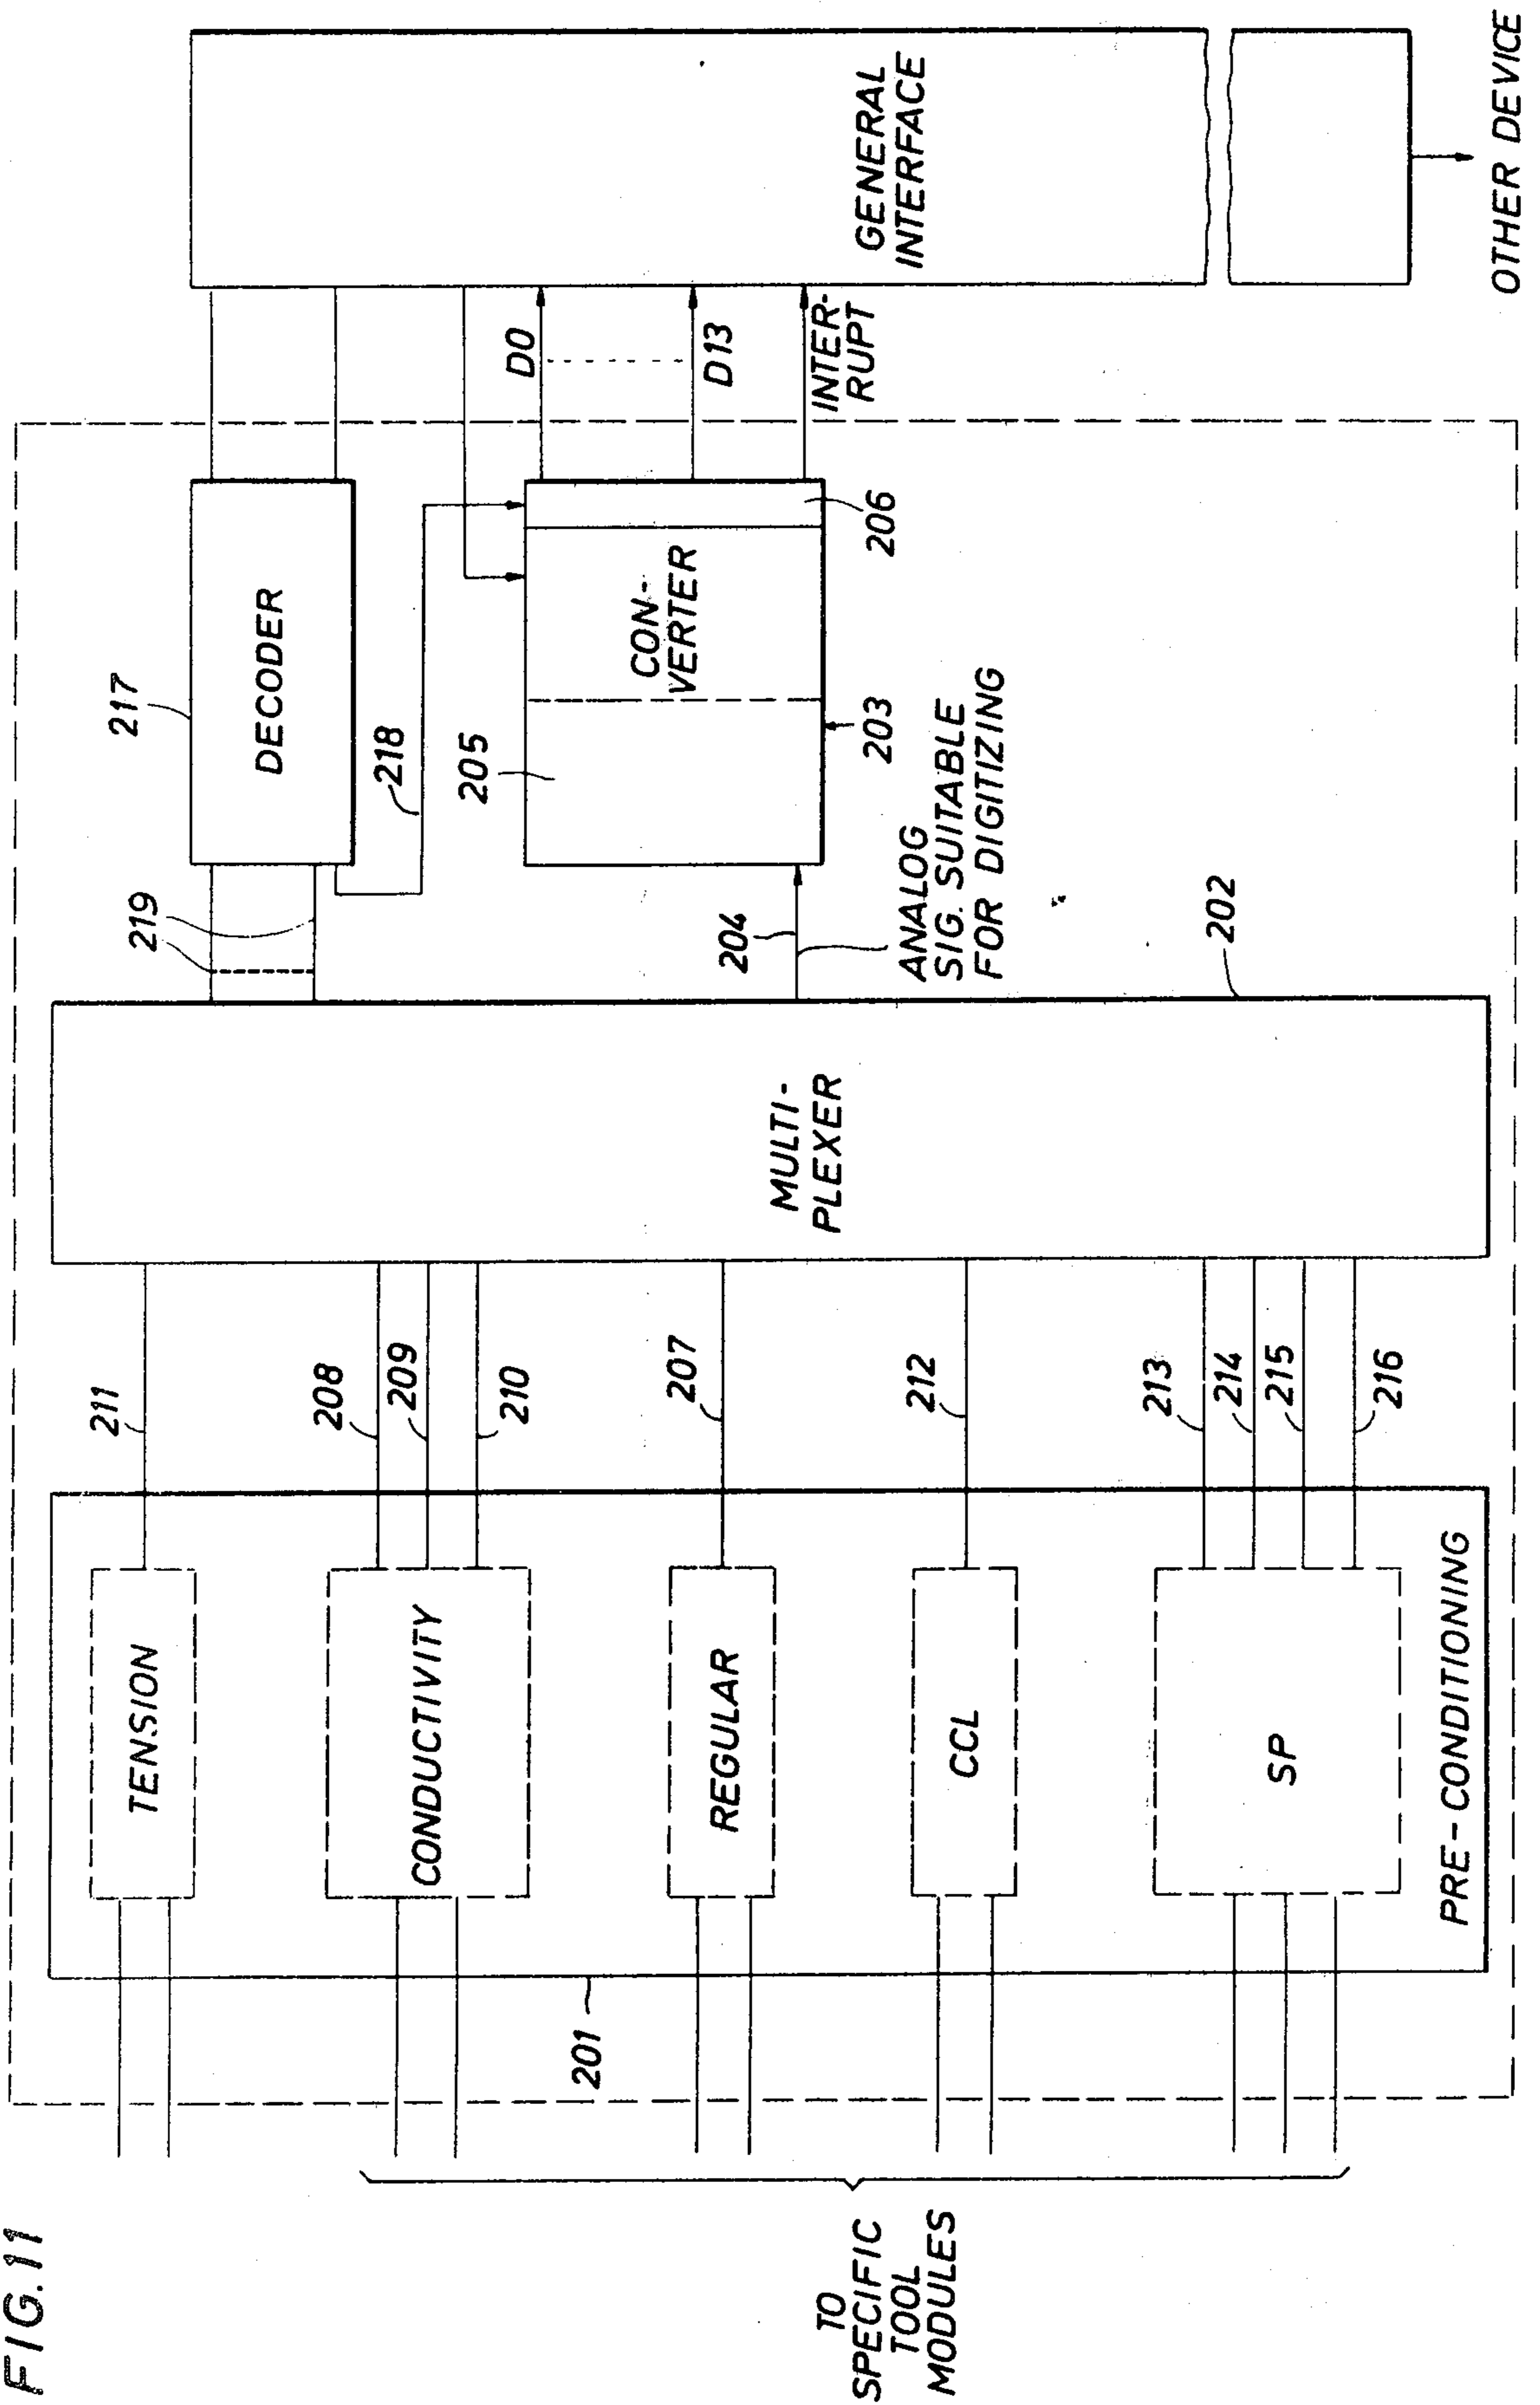 FIG.11
TO
SPECIFIC
TOOL
MODULES
201
TENSION
CONDUCTIVITY
REGULAR
CCL
SP
PRE-CONDITIONING
211
208
209
210
207
212
213
214
215
216
MULTI-
PLEXER
202
219
204
ANALOG
SIG. SUITABLE
FOR DIGITIZING
217
DECODER
218
205
CON-
VERTER
203
206
D0
D13
INTER-
RUPT
GENERAL
INTERFACE
OTHER DEVICE